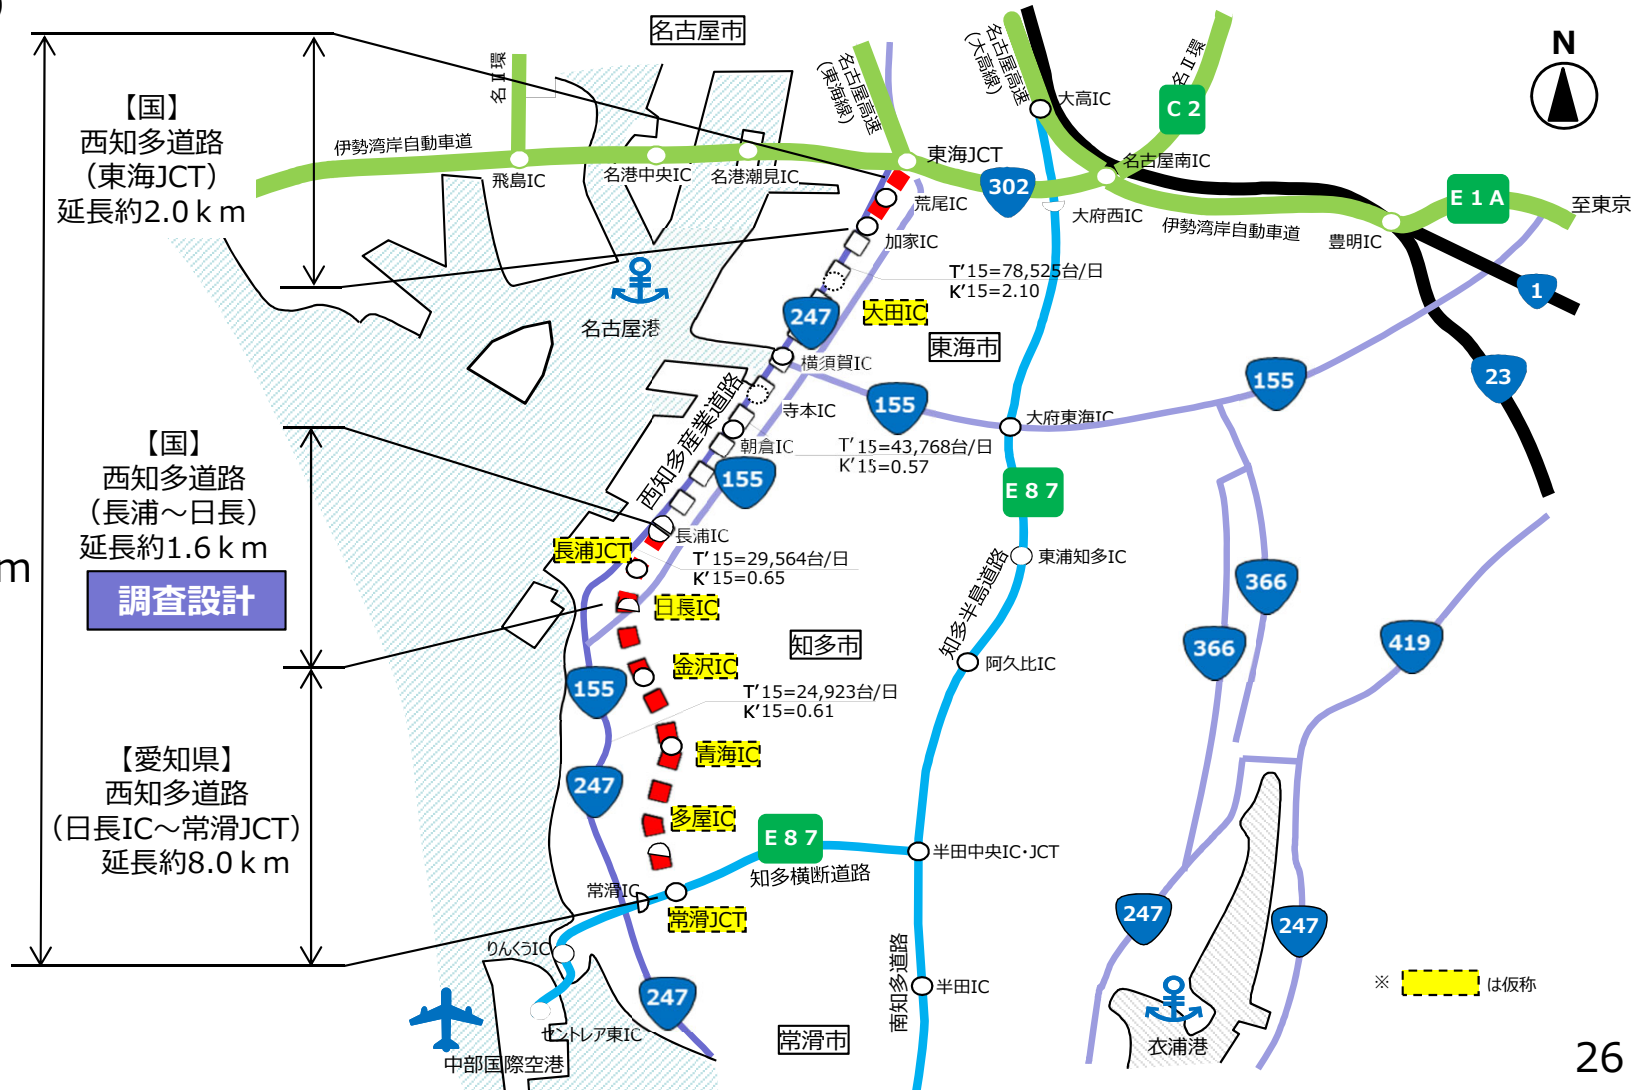 )
名古屋市
N
【国】
西知多道路
（東海JCT）
延長約2.0ｋｍ
名Ⅱ環
名古屋高速
(東海線)
名古屋高速
(大高線)
大高IC
名Ⅱ環
C 2
伊勢湾岸自動車道
飛島IC
名港中央IC
名港潮見IC
東海JCT
302
名古屋南IC
大府西IC
伊勢湾岸自動車道
豊明IC
E 1 A
至東京
荒尾IC
加家IC
T'15=78,525台/日
K'15=2.10
1
247
大田IC
名古屋港
東海市
横須賀IC
155
155
23
西知多産業道路
寺本IC
大府東海IC
朝倉IC
T'15=43,768台/日
K'15=0.57
155
E 8 7
【国】
西知多道路
（長浦～日長）
延長約1.6ｋｍ
調査設計
m
長浦IC
長浦JCT
T'15=29,564台/日
K'15=0.65
東浦知多IC
知多半島道路
日長IC
366
知多市
366
419
金沢IC
阿久比IC
155
T'15=24,923台/日
K'15=0.61
青海IC
【愛知県】
西知多道路
（日長IC～常滑JCT）
延長約8.0ｋｍ
247
多屋IC
E 8 7
半田中央IC・JCT
知多横断道路
常滑IC
常滑JCT
247
247
りんくうIC
南知多道路
半田IC
247
※ は仮称
セントレア東IC
中部国際空港
常滑市
衣浦港
26